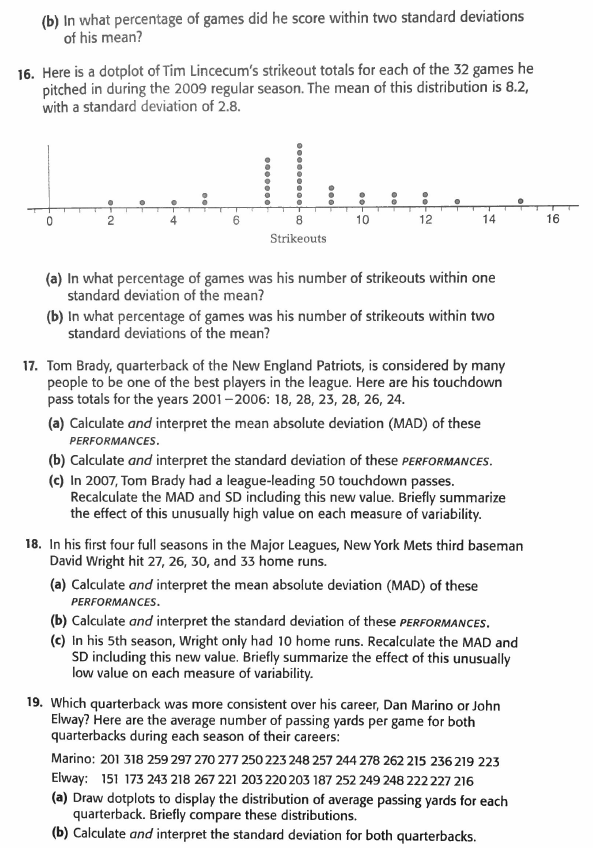 (b) In what percentage of games did he score within two standard deviations
of his mean?
16. Here is a dotplot of Tim Lincecum's strikeout totals for each of the 32 games he
pitched in during the 2009 regular season. The mean of this distribution is 8.2,
with a standard deviation of 2.8.
0 2 4 6 8 10 12 14 16
Strikeouts
(a) In what percentage of games was his number of strikeouts within one
standard deviation of the mean?
(b) In what percentage of games was his number of strikeouts within two
standard deviations of the mean?
17. Tom Brady, quarterback of the New England Patriots, is considered by many
people to be one of the best players in the league. Here are his touchdown
pass totals for the years 2001–2006: 18, 28, 23, 28, 26, 24.
(a) Calculate and interpret the mean absolute deviation (MAD) of these
PERFORMANCES.
(b) Calculate and interpret the standard deviation of these PERFORMANCES.
(c) In 2007, Tom Brady had a league-leading 50 touchdown passes.
Recalculate the MAD and SD including this new value. Briefly summarize
the effect of this unusually high value on each measure of variability.
18. In his first four full seasons in the Major Leagues, New York Mets third baseman
David Wright hit 27, 26, 30, and 33 home runs.
(a) Calculate and interpret the mean absolute deviation (MAD) of these
PERFORMANCES.
(b) Calculate and interpret the standard deviation of these PERFORMANCES.
(c) In his 5th season, Wright only had 10 home runs. Recalculate the MAD and
SD including this new value. Briefly summarize the effect of this unusually
low value on each measure of variability.
19. Which quarterback was more consistent over his career, Dan Marino or John
Elway? Here are the average number of passing yards per game for both
quarterbacks during each season of their careers:
Marino: 201 318 259 297 270 277 250 223 248 257 244 278 262 215 236 219 223
Elway: 151 173 243 218 267 221 203 220 203 187 252 249 248 222 227 216
(a) Draw dotplots to display the distribution of average passing yards for each
quarterback. Briefly compare these distributions.
(b) Calculate and interpret the standard deviation for both quarterbacks.